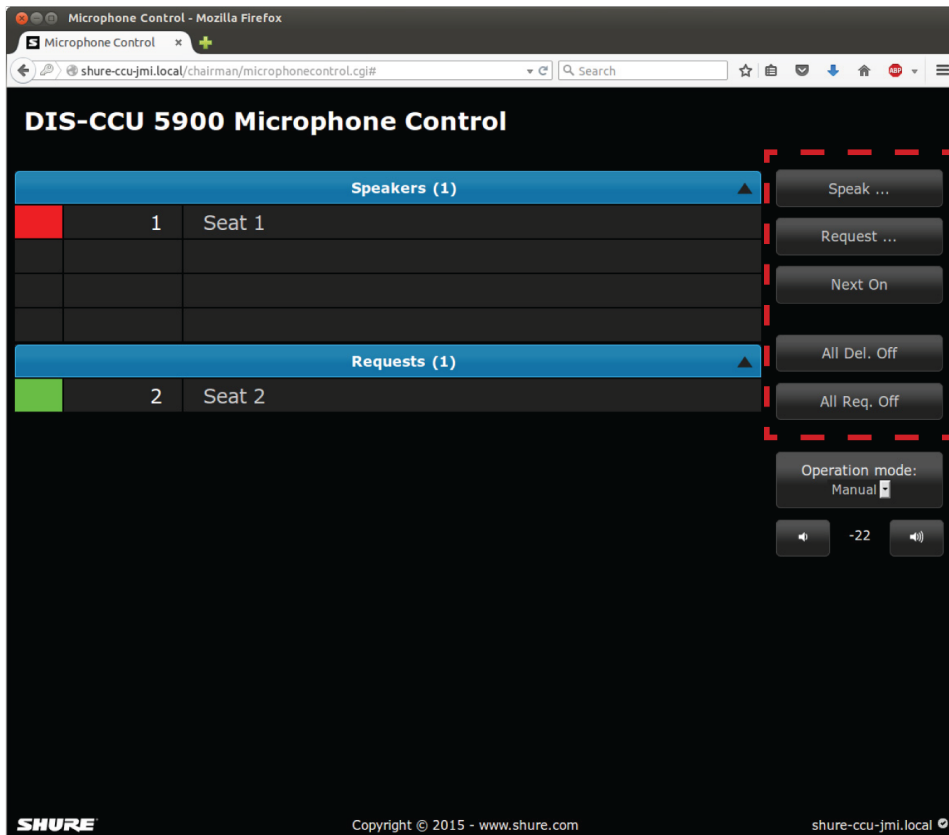 Microphone Control - Mozilla Firefox
Microphone Control
shure-ccu-jmi.local/chairman/microphonecontrol.cgi#
Search
ABP
DIS-CCU 5900 Microphone Control
Speakers (1)
1 Seat 1
Requests (1)
2 Seat 2
Speak ...
Request ...
Next On
All Del. Off
All Req. Off
Operation mode:
Manual
-22
SHURE
Copyright © 2015 - www.shure.com
shure-ccu-jmi.local